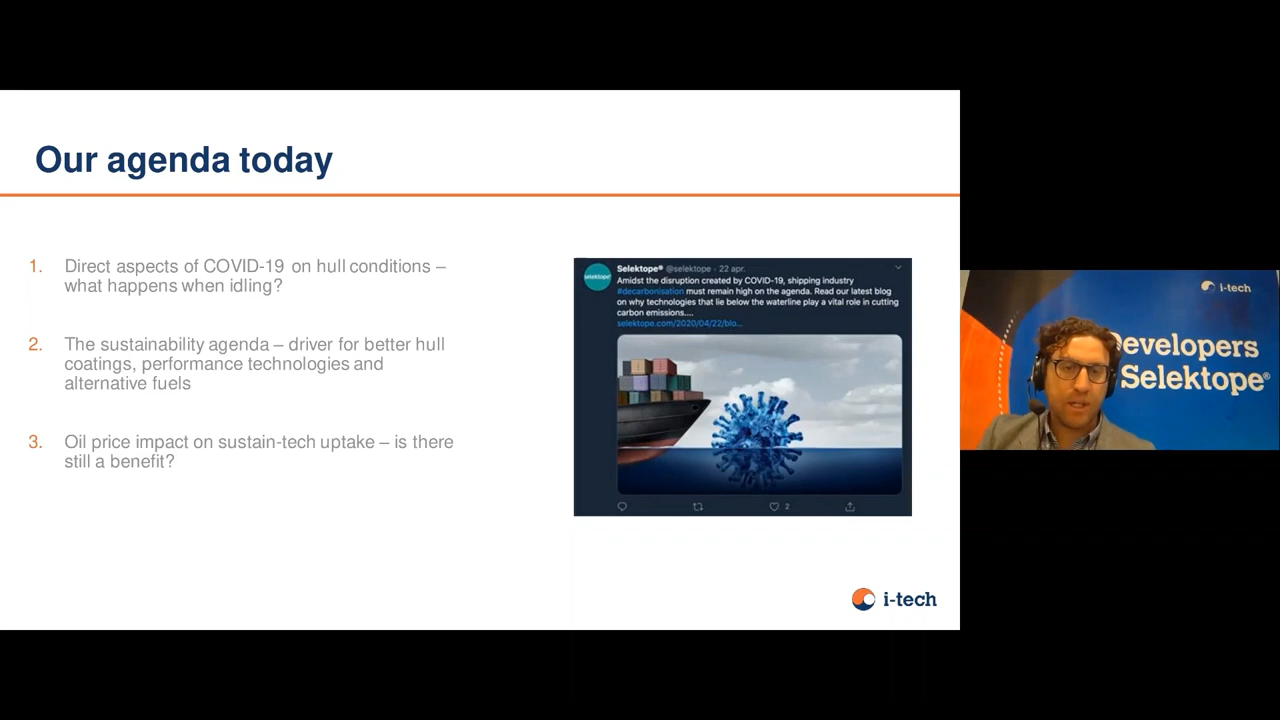 Our agenda today
1. Direct aspects of COVID-19 on hull conditions –
what happens when idling?
2. The sustainability agenda – driver for better hull
coatings, performance technologies and
alternative fuels
3. Oil price impact on sustain-tech uptake – is there
still a benefit?
selektope®
Selektope® @selektope · 22 apr.
Amidst the disruption created by COVID-19, shipping industry
#decarbonisation must remain high on the agenda. Read our latest blog
on why technologies that lie below the waterline play a vital role in cutting
carbon emissions....
selektope.com/2020/04/22/blo...
2
i-tech
i-tech
evelopers
Selektope®